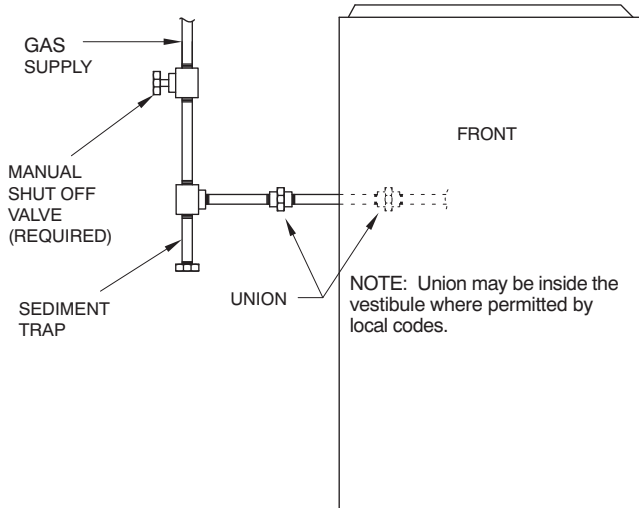 GAS
SUPPLY
MANUAL
SHUT OFF
VALVE
(REQUIRED)
SEDIMENT
TRAP
UNION
FRONT
NOTE: Union may be inside the
vestibule where permitted by
local codes.